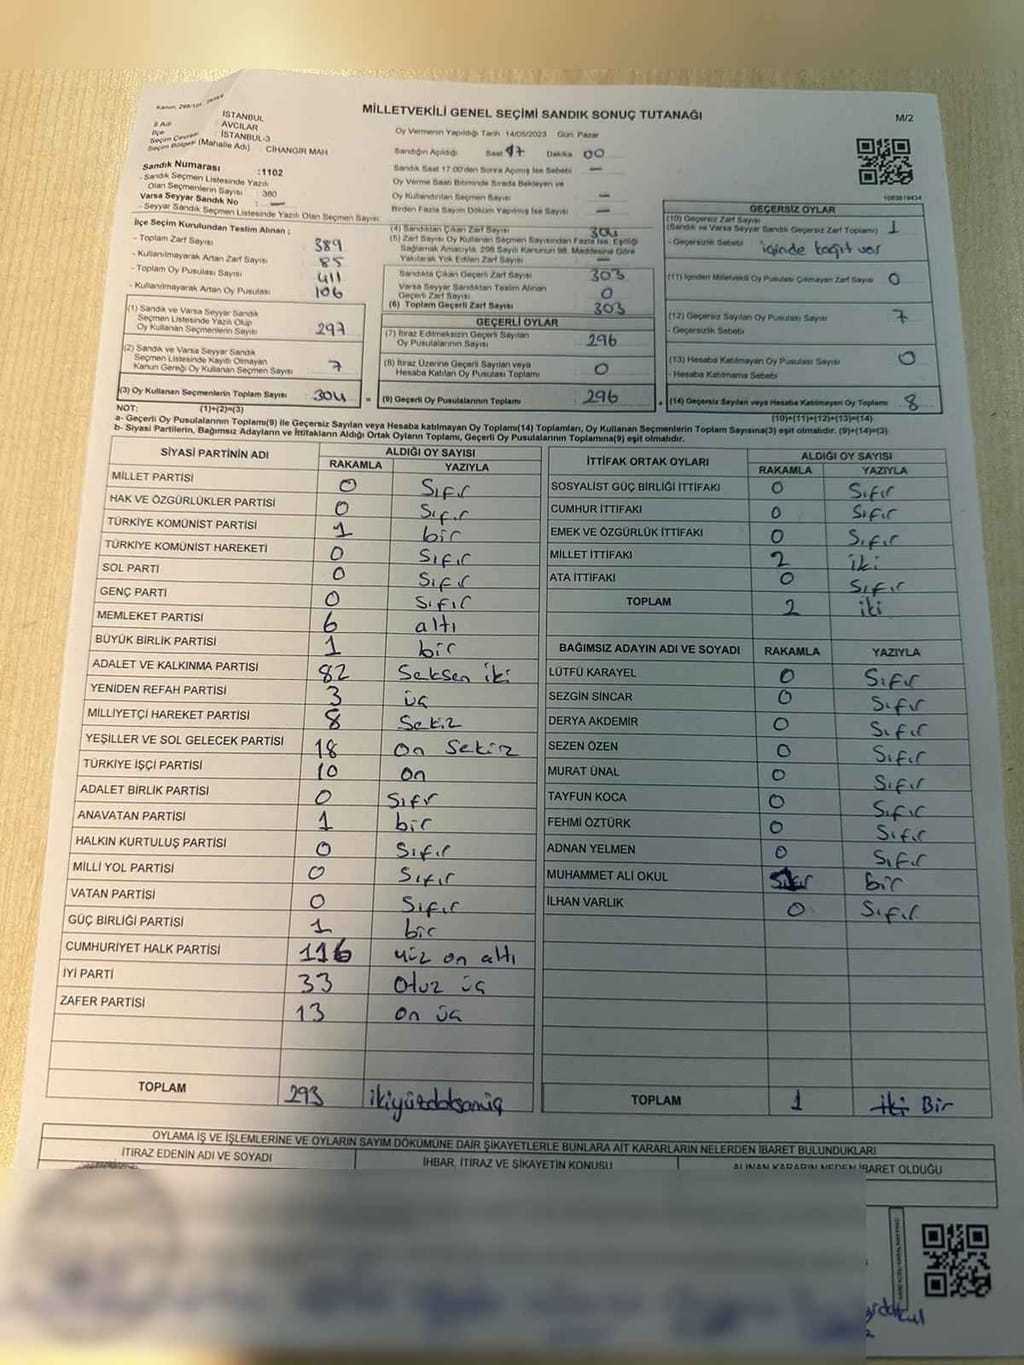 Kanun: 298/101
MİLLETVEKİLİ GENEL SEÇİMİ SANDIK SONUÇ TUTANAĞI
M/2
İl Adı : İSTANBUL
İlçe : AVCILAR
Seçim Çevresi : İSTANBUL-3
Seçim Bölgesi (Mahalle Adı) : CİHANGİR MAH
Sandık Numarası :1102
- Sandık Seçmen Listesinde Yazılı
Olan Seçmenlerin Sayısı : 380
Varsa Seyyar Sandık No : —
- Seyyar Sandık Seçmen Listesinde Yazılı Olan Seçmen Sayısı
Oy Vermenin Yapıldığı Tarih :14/05/2023 Gün: Pazar
Sandığın Açıldığı Saat 17 Dakika 00
Sandık Saat 17.00'den Sonra Açılmış İse Sebebi —
Oy Verme Saati Bitiminde Sırada Bekleyen ve
Oy Kullandırılan Seçmen Sayısı —
Birden Fazla Sayım Döküm Yapılmış İse Sayısı —
1083819434
İlçe Seçim Kurulundan Teslim Alınan ;
- Toplam Zarf Sayısı 389
- Kullanılmayarak Artan Zarf Sayısı 85
- Toplam Oy Pusulası Sayısı 411
- Kullanılmayarak Artan Oy Pusulası 106
(1) Sandık ve Varsa Seyyar Sandık
Seçmen Listesinde Yazılı Olup
Oy Kullanan Seçmenlerin Sayısı 297
(2) Sandık ve Varsa Seyyar Sandık
Seçmen Listesinde Kayıtlı Olmayan
Kanun Gereği Oy Kullanan Seçmen Sayısı 7
(3) Oy Kullanan Seçmenlerin Toplam Sayısı 304
(4) Sandıktan Çıkan Zarf Sayısı 304
(5) Zarf Sayısı Oy Kullanan Seçmen Sayısından Fazla İse, Eşitliği
Sağlamak Amacıyla, 298 Sayılı Kanunun 98. Maddesine Göre
Yakılarak Yok Edilen Zarf Sayısı —
Sandıkta Çıkan Geçerli Zarf Sayısı 303
Varsa Seyyar Sandıktan Teslim Alınan
Geçerli Zarf Sayısı 0
(6) Toplam Geçerli Zarf Sayısı 303
GEÇERLİ OYLAR
(7) İtiraz Edilmeksizin Geçerli Sayılan
Oy Pusulalarının Sayısı 296
(8) İtiraz Üzerine Geçerli Sayılan veya
Hesaba Katılan Oy Pusulası Toplamı 0
= (9) Geçerli Oy Pusulalarının Toplamı 296
GEÇERSİZ OYLAR
(10) Geçersiz Zarf Sayısı
(Sandık ve Varsa Seyyar Sandık Geçersiz Zarf Toplamı) 1
- Geçersizlik Sebebi içinde kağıt var
(11) İçinden Milletvekili Oy Pusulası Çıkmayan Zarf Sayısı 0
(12) Geçersiz Sayılan Oy Pusulası Sayısı 7
- Geçersizlik Sebebi
(13) Hesaba Katılmayan Oy Pusulası Sayısı 0
- Hesaba Katılmama Sebebi
+ (14) Geçersiz Sayılan veya Hesaba Katılmayan Oy Toplamı 8
NOT: (1)+(2)=(3)
(10)+(11)+(12)+(13)=(14)
a- Geçerli Oy Pusulalarının Toplamı(9) ile Geçersiz Sayılan veya Hesaba katılmayan Oy Toplamı(14) Toplamları, Oy Kullanan Seçmenlerin Toplam Sayısına(3) eşit olmalıdır. (9)+(14)=(3)
b- Siyasi Partilerin, Bağımsız Adayların ve İttifakların Aldığı Ortak Oyların Toplamı, Geçerli Oy Pusulalarının Toplamına(9) eşit olmalıdır.
SİYASİ PARTİNİN ADI ALDIĞI OY SAYISI
RAKAMLA YAZIYLA
MİLLET PARTİSİ 0 Sıfır
HAK VE ÖZGÜRLÜKLER PARTİSİ 0 Sıfır
TÜRKİYE KOMÜNİST PARTİSİ 1 bir
TÜRKİYE KOMÜNİST HAREKETİ 0 Sıfır
SOL PARTİ 0 Sıfır
GENÇ PARTİ 0 Sıfır
MEMLEKET PARTİSİ 6 altı
BÜYÜK BİRLİK PARTİSİ 1 bir
ADALET VE KALKINMA PARTİSİ 82 Seksen iki
YENİDEN REFAH PARTİSİ 3 üç
MİLLİYETÇİ HAREKET PARTİSİ 8 Sekiz
YEŞİLLER VE SOL GELECEK PARTİSİ 18 On Sekiz
TÜRKİYE İŞÇİ PARTİSİ 10 on
ADALET BİRLİK PARTİSİ 0 Sıfır
ANAVATAN PARTİSİ 1 bir
HALKIN KURTULUŞ PARTİSİ 0 Sıfır
MİLLİ YOL PARTİSİ 0 Sıfır
VATAN PARTİSİ 0 Sıfır
GÜÇ BİRLİĞİ PARTİSİ 1 bir
CUMHURİYET HALK PARTİSİ 116 yüz on altı
İYİ PARTİ 33 Otuz üç
ZAFER PARTİSİ 13 On üç
TOPLAM 293 ikiyüzdoksanüç
İTTİFAK ORTAK OYLARI ALDIĞI OY SAYISI
RAKAMLA YAZIYLA
SOSYALİST GÜÇ BİRLİĞİ İTTİFAKI 0 Sıfır
CUMHUR İTTİFAKI 0 Sıfır
EMEK VE ÖZGÜRLÜK İTTİFAKI 0 Sıfır
MİLLET İTTİFAKI 2 iki
ATA İTTİFAKI 0 Sıfır
TOPLAM 2 iki
BAĞIMSIZ ADAYIN ADI VE SOYADI RAKAMLA YAZIYLA
LÜTFÜ KARAYEL 0 Sıfır
SEZGİN SİNCAR 0 Sıfır
DERYA AKDEMİR 0 Sıfır
SEZEN ÖZEN 0 Sıfır
MURAT ÜNAL 0 Sıfır
TAYFUN KOCA 0 Sıfır
FEHMİ ÖZTÜRK 0 Sıfır
ADNAN YELMEN 0 Sıfır
MUHAMMET ALİ OKUL bir
İLHAN VARLIK 0 Sıfır
TOPLAM 1 iki Bir
OYLAMA İŞ VE İŞLEMLERİNE VE OYLARIN SAYIM DÖKÜMÜNE DAİR ŞİKAYETLERLE BUNLARA AİT KARARLARIN NELERDEN İBARET BULUNDUKLARI
İTİRAZ EDENİN ADI VE SOYADI İHBAR, İTİRAZ VE ŞİKAYETİN KONUSU ALINAN KARARIN NEDEN İBARET OLDUĞU